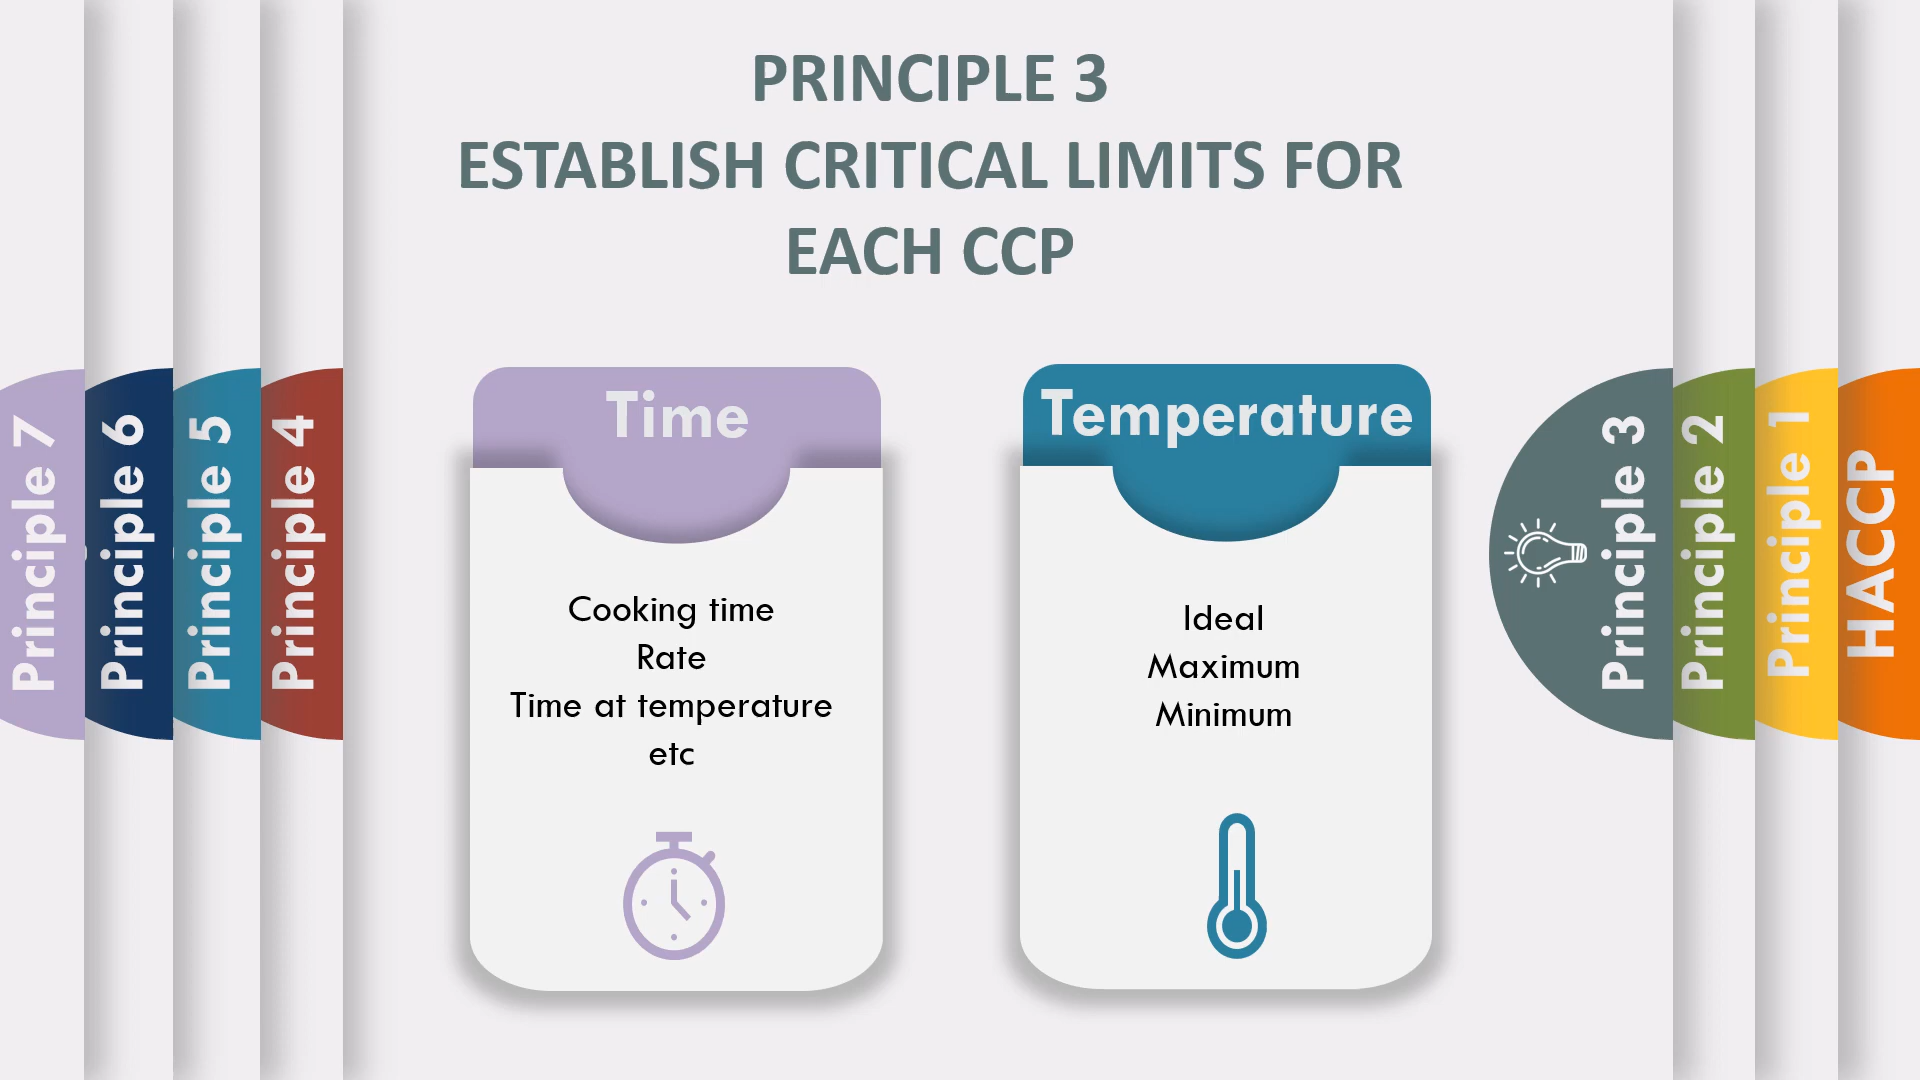 PRINCIPLE 3
ESTABLISH CRITICAL LIMITS FOR
EACH CCP
Principle 7
Principle 6
Principle 5
Principle 4
Time
Cooking time
Rate
Time at temperature
etc
Temperature
Ideal
Maximum
Minimum
Principle 3
Principle 2
Principle 1
HACCP